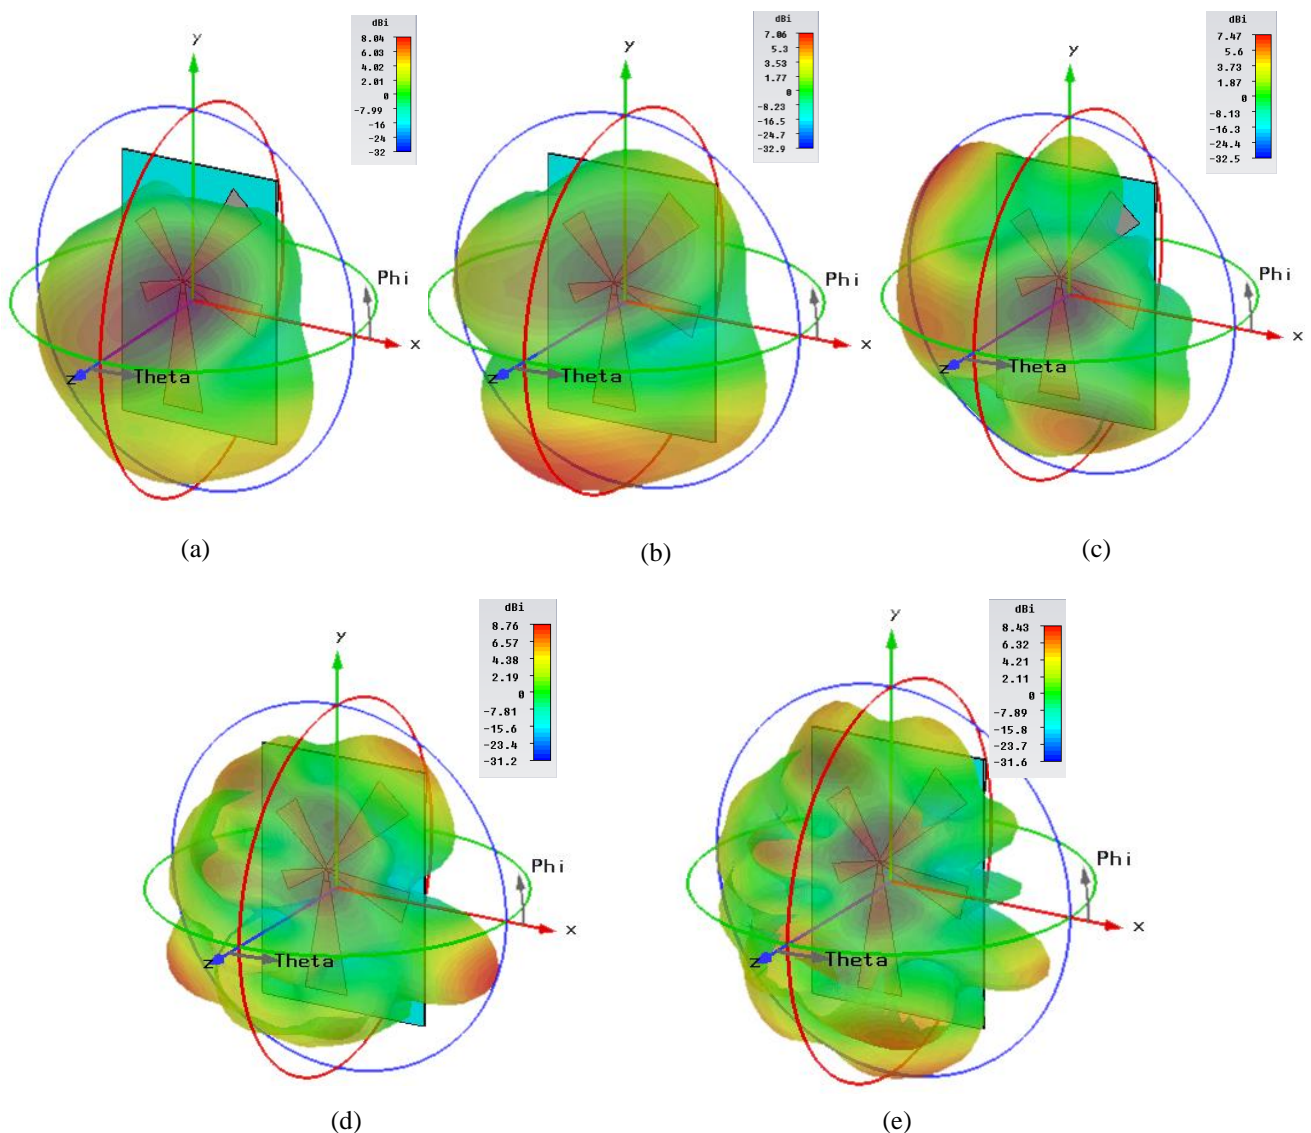 dBi
8.04
6.03
4.02
2.01
0
-7.99
-16
-24
-32
y
Phi
x
z
Theta
(a)
dBi
7.06
5.3
3.53
1.77
0
-8.23
-16.5
-24.7
-32.9
y
Phi
x
z
Theta
(b)
dBi
7.47
5.6
3.73
1.87
0
-8.13
-16.3
-24.4
-32.5
y
Phi
x
z
Theta
(c)
dBi
8.76
6.57
4.38
2.19
0
-7.81
-15.6
-23.4
-31.2
y
Phi
x
z
Theta
(d)
dBi
8.43
6.32
4.21
2.11
0
-7.89
-15.8
-23.7
-31.6
y
Phi
x
z
Theta
(e)